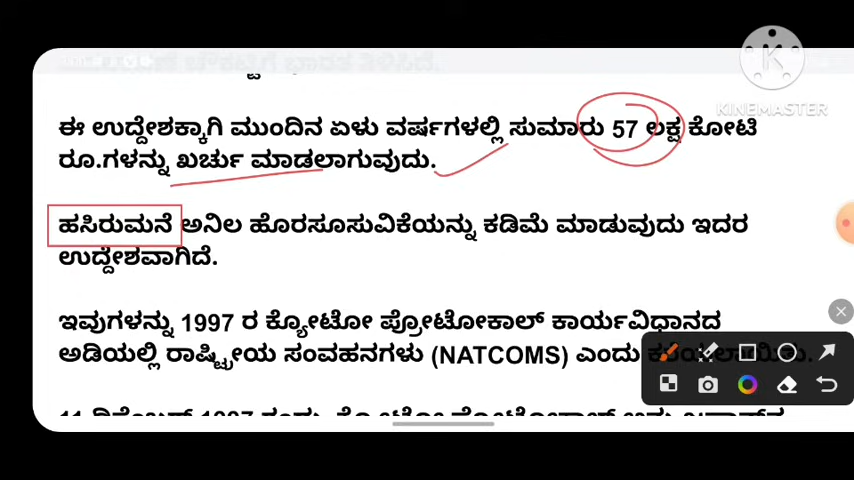 KINEMASTER
ಈ ಉದ್ದೇಶಕ್ಕಾಗಿ ಮುಂದಿನ ಏಳು ವರ್ಷಗಳಲ್ಲಿ ಸುಮಾರು 57 ಲಕ್ಷ ಕೋಟಿ
ರೂ.ಗಳನ್ನು ಖರ್ಚು ಮಾಡಲಾಗುವುದು.
ಹಸಿರುಮನೆ ಅನಿಲ ಹೊರಸೂಸುವಿಕೆಯನ್ನು ಕಡಿಮೆ ಮಾಡುವುದು ಇದರ
ಉದ್ದೇಶವಾಗಿದೆ.
ಇವುಗಳನ್ನು 1997 ರ ಕ್ಯೋಟೋ ಪ್ರೋಟೋಕಾಲ್ ಕಾರ್ಯವಿಧಾನದ
ಅಡಿಯಲ್ಲಿ ರಾಷ್ಟ್ರೀಯ ಸಂವಹನಗಳು (NATCOMS) ಎಂದು